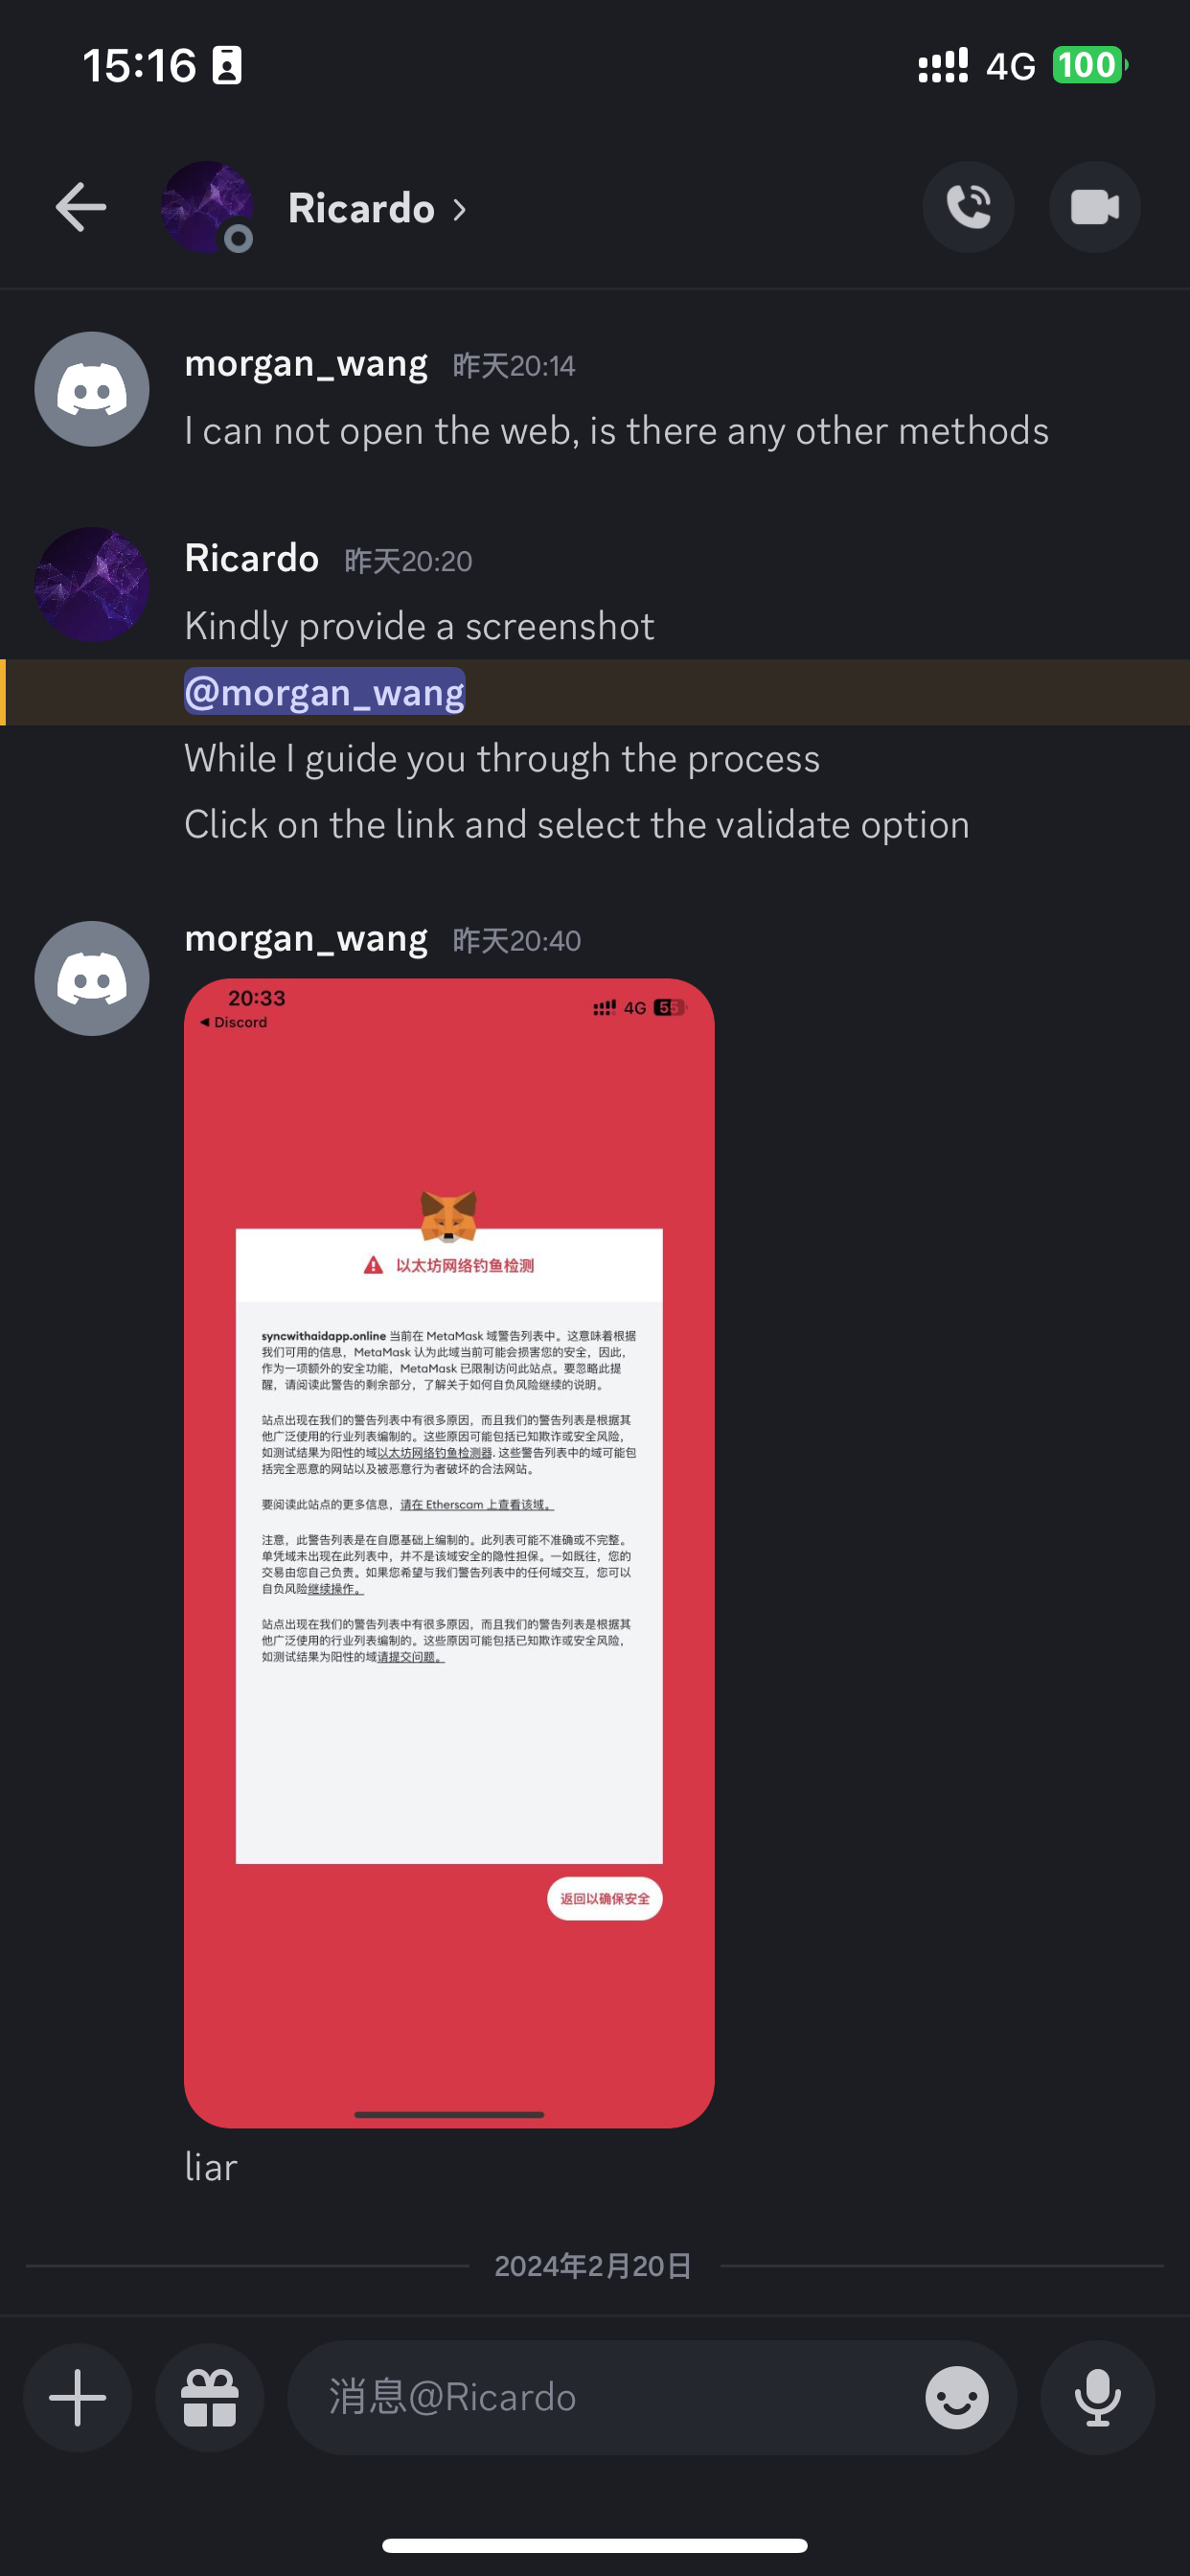 15:16
4G 100
Ricardo
morgan_wang 昨天20:14
I can not open the web, is there any other methods
Ricardo 昨天20:20
Kindly provide a screenshot
@morgan_wang
While I guide you through the process
Click on the link and select the validate option
morgan_wang 昨天20:40
20:33
4G 55
Discord
以太坊网络钓鱼检测
syncwithaidapp.online 当前在 MetaMask 域警告列表中。这意味着根据
我们可用的信息，MetaMask 认为此域当前可能会损害您的安全，因此，
作为一项额外的安全功能，MetaMask 已限制访问此站点。要忽略此提
醒，请阅读此警告的剩余部分，了解关于如何自负风险继续的说明。
站点出现在我们的警告列表中有很多原因，而且我们的警告列表是根据其
他广泛使用的行业列表编制的。这些原因可能包括已知欺诈或安全风险，
如测试结果为阳性的域以太坊网络钓鱼检测器. 这些警告列表中的域可能包
括完全恶意的网站以及被恶意行为者破坏的合法网站。
要阅读此站点的更多信息，请在 Etherscam 上查看该域。
注意，此警告列表是在自愿基础上编制的。此列表可能不准确或不完整。
单凭域未出现在此列表中，并不是该域安全的隐性担保。一如既往，您的
交易由您自己负责。如果您希望与我们警告列表中的任何域交互，您可以
自负风险继续操作。
站点出现在我们的警告列表中有很多原因，而且我们的警告列表是根据其
他广泛使用的行业列表编制的。这些原因可能包括已知欺诈或安全风险，
如测试结果为阳性的域请提交问题。
返回以确保安全
liar
2024年2月20日
消息@Ricardo